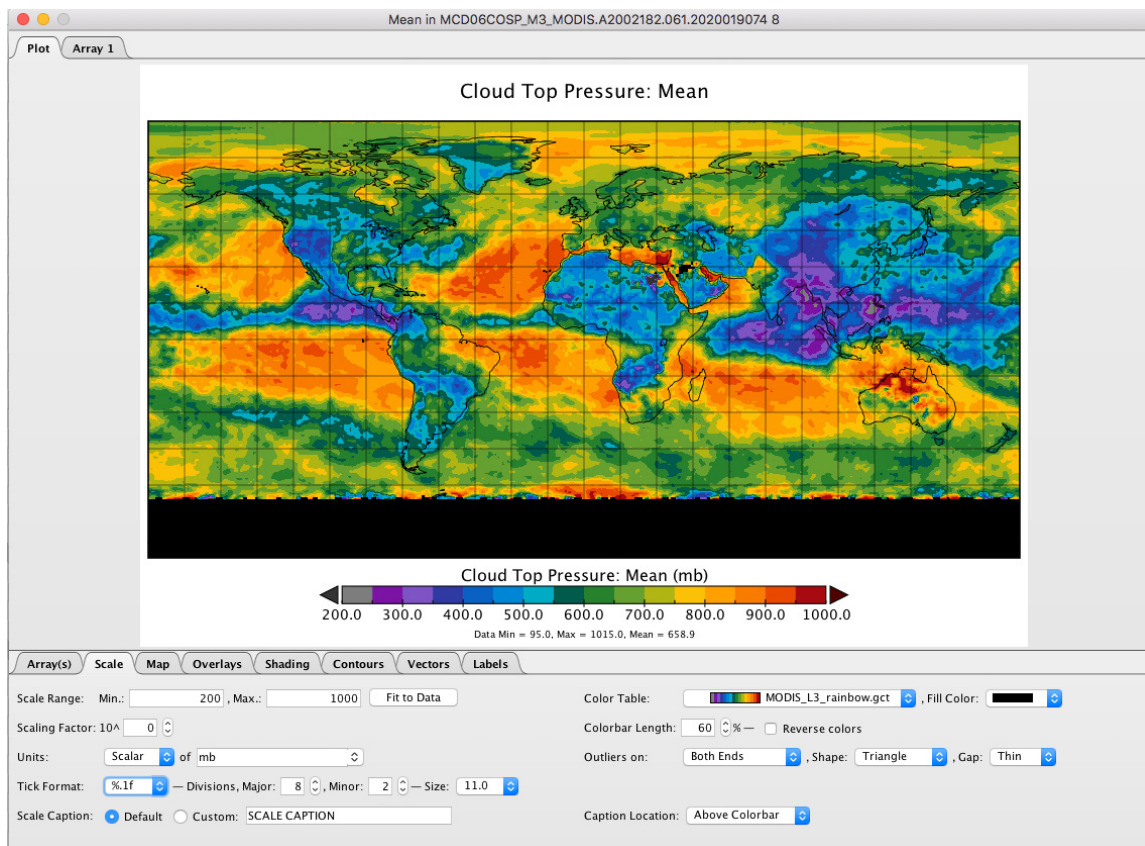 Mean in MCD06COSP_M3_MODIS.A2002182.061.2020019074 8
Plot Array 1
Cloud Top Pressure: Mean
Cloud Top Pressure: Mean (mb)
200.0 300.0 400.0 500.0 600.0 700.0 800.0 900.0 1000.0
Data Min = 95.0, Max = 1015.0, Mean = 658.9
Array(s) Scale Map Overlays Shading Contours Vectors Labels
Scale Range: Min.: 200 , Max.: 1000 Fit to Data
Color Table: MODIS_L3_rainbow.gct , Fill Color:
Scaling Factor: 10^ 0
Colorbar Length: 60 % — Reverse colors
Units: Scalar of mb
Outliers on: Both Ends , Shape: Triangle , Gap: Thin
Tick Format: %.1f — Divisions, Major: 8 , Minor: 2 — Size: 11.0
Scale Caption: Default Custom: SCALE CAPTION
Caption Location: Above Colorbar